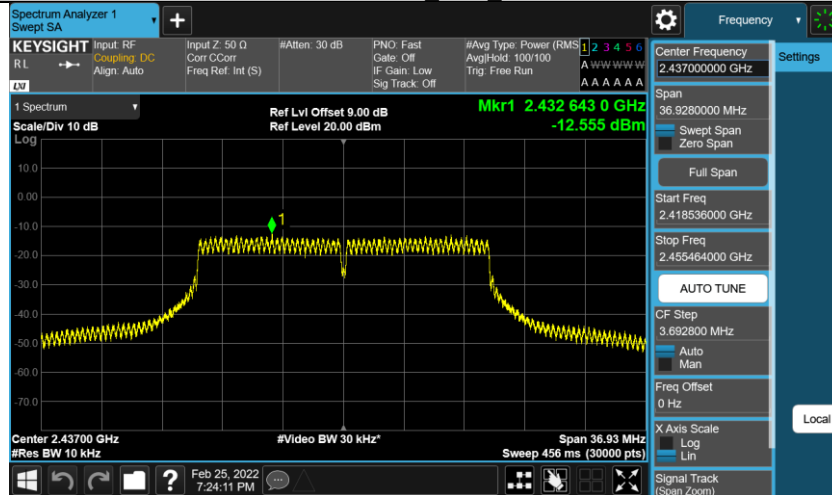 Spectrum Analyzer 1
Swept SA
+
Frequency
KEYSIGHT
RL
LXI
Input: RF
Coupling: DC
Align: Auto
Input Z: 50 Ω
Corr CCorr
Freq Ref: Int (S)
#Atten: 30 dB
PNO: Fast
Gate: Off
IF Gain: Low
Sig Track: Off
#Avg Type: Power (RMS
Avg|Hold: 100/100
Trig: Free Run
1 2 3 4 5 6
A W W W W W
A A A A A A
1 Spectrum
Scale/Div 10 dB
Log
Ref Lvl Offset 9.00 dB
Ref Level 20.00 dBm
Mkr1 2.432 643 0 GHz
-12.555 dBm
10.0
0.00
-10.0
-20.0
-30.0
-40.0
-50.0
-60.0
-70.0
1
Center 2.43700 GHz
#Res BW 10 kHz
#Video BW 30 kHz*
Span 36.93 MHz
Sweep 456 ms (30000 pts)
?
Feb 25, 2022
7:24:11 PM
Center Frequency
2.437000000 GHz
Span
36.9280000 MHz
Swept Span
Zero Span
Full Span
Start Freq
2.418536000 GHz
Stop Freq
2.455464000 GHz
AUTO TUNE
CF Step
3.692800 MHz
Auto
Man
Freq Offset
0 Hz
X Axis Scale
Log
Lin
Signal Track
(Span Zoom)
Settings
Local